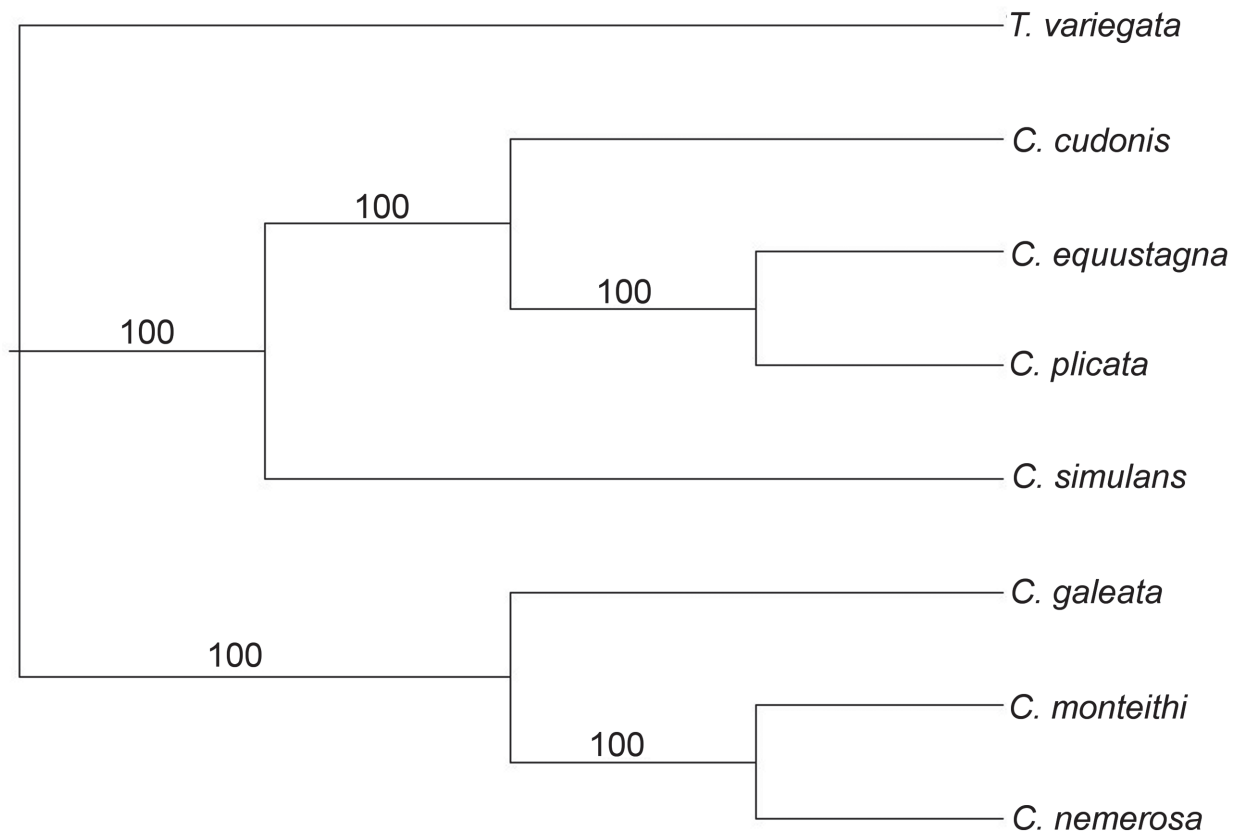 T. variegata
C. cudonis
100
C. equustagna
100
100
C. plicata
C. simulans
C. galeata
100
C. monteithi
100
C. nemerosa